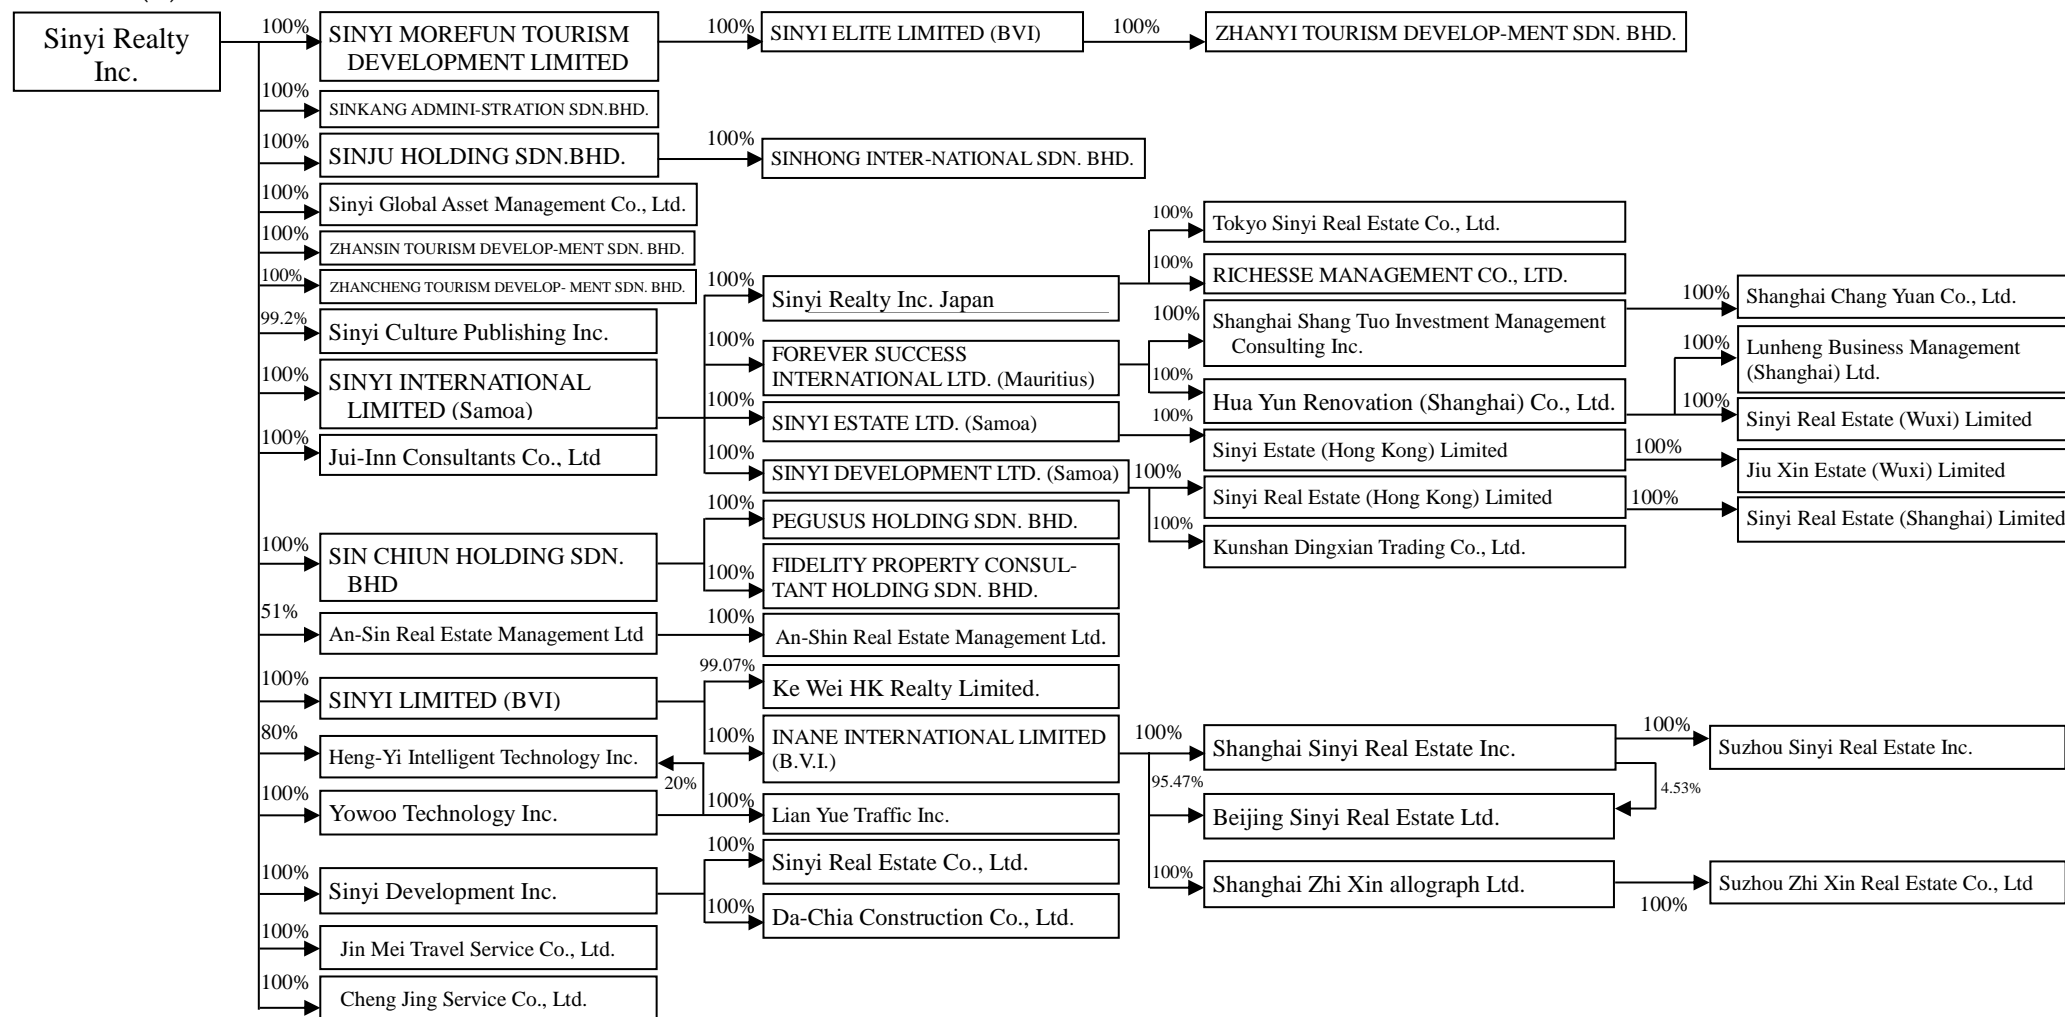 Sinyi Realty
Inc.
100%
SINYI MOREFUN TOURISM
DEVELOPMENT LIMITED
100%
SINYI ELITE LIMITED (BVI)
100%
ZHANYI TOURISM DEVELOP-MENT SDN. BHD.
100%
SINKANG ADMINI-STRATION SDN.BHD.
100%
SINJU HOLDING SDN.BHD.
100%
SINHONG INTER-NATIONAL SDN. BHD.
100%
Sinyi Global Asset Management Co., Ltd.
100%
ZHANSIN TOURISM DEVELOP-MENT SDN. BHD.
100%
ZHANCHENG TOURISM DEVELOP- MENT SDN. BHD.
99.2%
Sinyi Culture Publishing Inc.
100%
SINYI INTERNATIONAL
LIMITED (Samoa)
100%
Sinyi Realty Inc. Japan
100%
Tokyo Sinyi Real Estate Co., Ltd.
100%
RICHESSE MANAGEMENT CO., LTD.
100%
FOREVER SUCCESS
INTERNATIONAL LTD. (Mauritius)
100%
Shanghai Shang Tuo Investment Management
Consulting Inc.
100%
Shanghai Chang Yuan Co., Ltd.
100%
Hua Yun Renovation (Shanghai) Co., Ltd.
100%
Lunheng Business Management
(Shanghai) Ltd.
100%
Sinyi Real Estate (Wuxi) Limited
100%
SINYI ESTATE LTD. (Samoa)
100%
Sinyi Estate (Hong Kong) Limited
100%
Jiu Xin Estate (Wuxi) Limited
100%
SINYI DEVELOPMENT LTD. (Samoa)
100%
Sinyi Real Estate (Hong Kong) Limited
100%
Sinyi Real Estate (Shanghai) Limited
100%
Kunshan Dingxian Trading Co., Ltd.
100%
Jui-Inn Consultants Co., Ltd
100%
SIN CHIUN HOLDING SDN.
BHD
100%
PEGUSUS HOLDING SDN. BHD.
100%
FIDELITY PROPERTY CONSUL-
TANT HOLDING SDN. BHD.
51%
An-Sin Real Estate Management Ltd
100%
An-Shin Real Estate Management Ltd.
100%
SINYI LIMITED (BVI)
99.07%
Ke Wei HK Realty Limited.
100%
INANE INTERNATIONAL LIMITED
(B.V.I.)
100%
Shanghai Sinyi Real Estate Inc.
100%
Suzhou Sinyi Real Estate Inc.
95.47%
4.53%
Beijing Sinyi Real Estate Ltd.
100%
Shanghai Zhi Xin allograph Ltd.
100%
Suzhou Zhi Xin Real Estate Co., Ltd
80%
Heng-Yi Intelligent Technology Inc.
20%
100%
Yowoo Technology Inc.
100%
Lian Yue Traffic Inc.
100%
Sinyi Development Inc.
100%
Sinyi Real Estate Co., Ltd.
100%
Da-Chia Construction Co., Ltd.
100%
Jin Mei Travel Service Co., Ltd.
100%
Cheng Jing Service Co., Ltd.